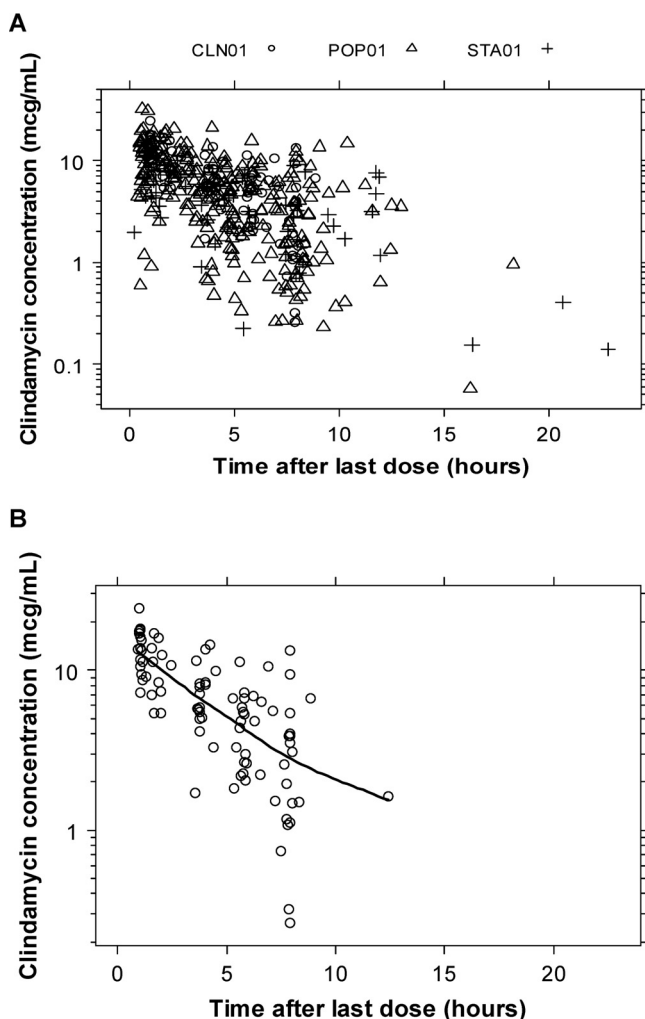 A
CLN01 POP01 STA01
Clindamycin concentration (mcg/mL)
10
1
0.1
0 5 10 15 20
Time after last dose (hours)
B
Clindamycin concentration (mcg/mL)
10
1
0 5 10 15 20
Time after last dose (hours)